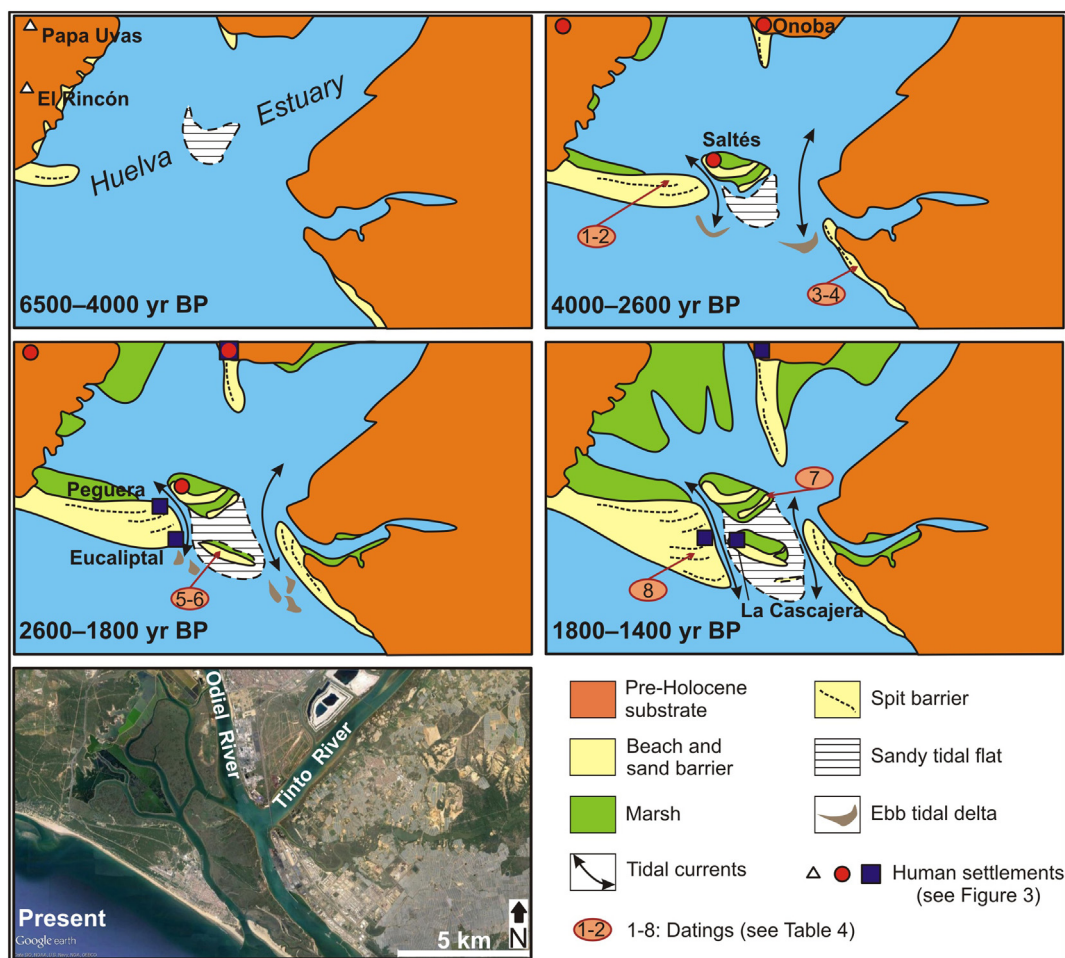 Papa Uvas
El Rincón
Huelva Estuary
6500–4000 yr BP
Onoba
Saltés
1-2
3-4
4000–2600 yr BP
Peguera
Eucaliptal
5-6
2600–1800 yr BP
7
8
La Cascajera
1800–1400 yr BP
Odiel River
Tinto River
Present
Google earth
N
5 km
Pre-Holocene
substrate
Beach and
sand barrier
Marsh
Tidal currents
1-2 1-8: Datings (see Table 4)
Spit barrier
Sandy tidal flat
Ebb tidal delta
Human settlements
(see Figure 3)